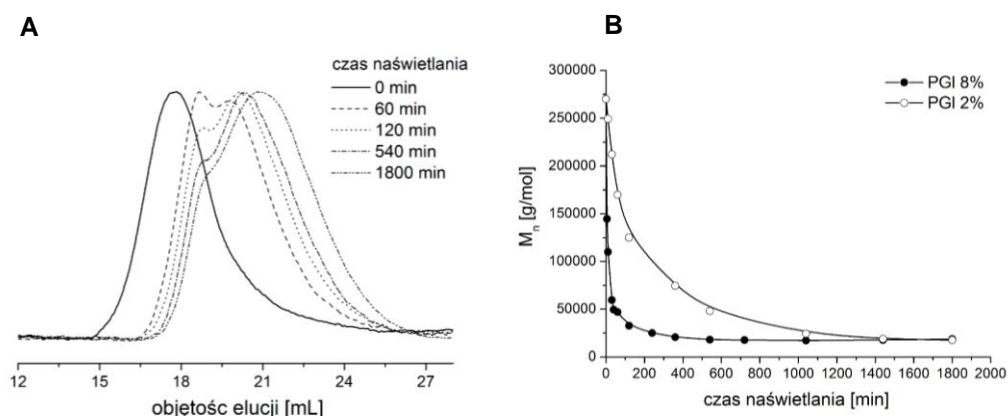 A
czas naświetlania
0 min
60 min
120 min
540 min
1800 min
12 15 18 21 24 27
objętośc elucji [mL]
B
300000
250000
200000
150000
100000
50000
0
Mn [g/mol]
PGI 8%
PGI 2%
0 200 400 600 800 1000 1200 1400 1600 1800 2000
czas naświetlania [min]